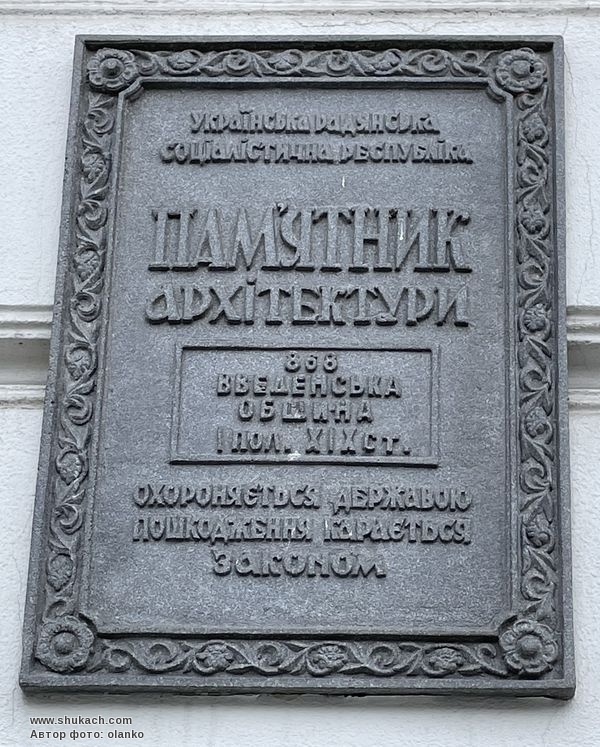 Українська радянська
соціалістична республіка
ПАМ'ЯТНИК
архітектури
868
ВВЕДЕНСЬКА
ОБЩИНА
І ПОЛ. ХІХ СТ.
охороняється державою
пошкодження карається
законом
www.shukach.com
Автор фото: olanko